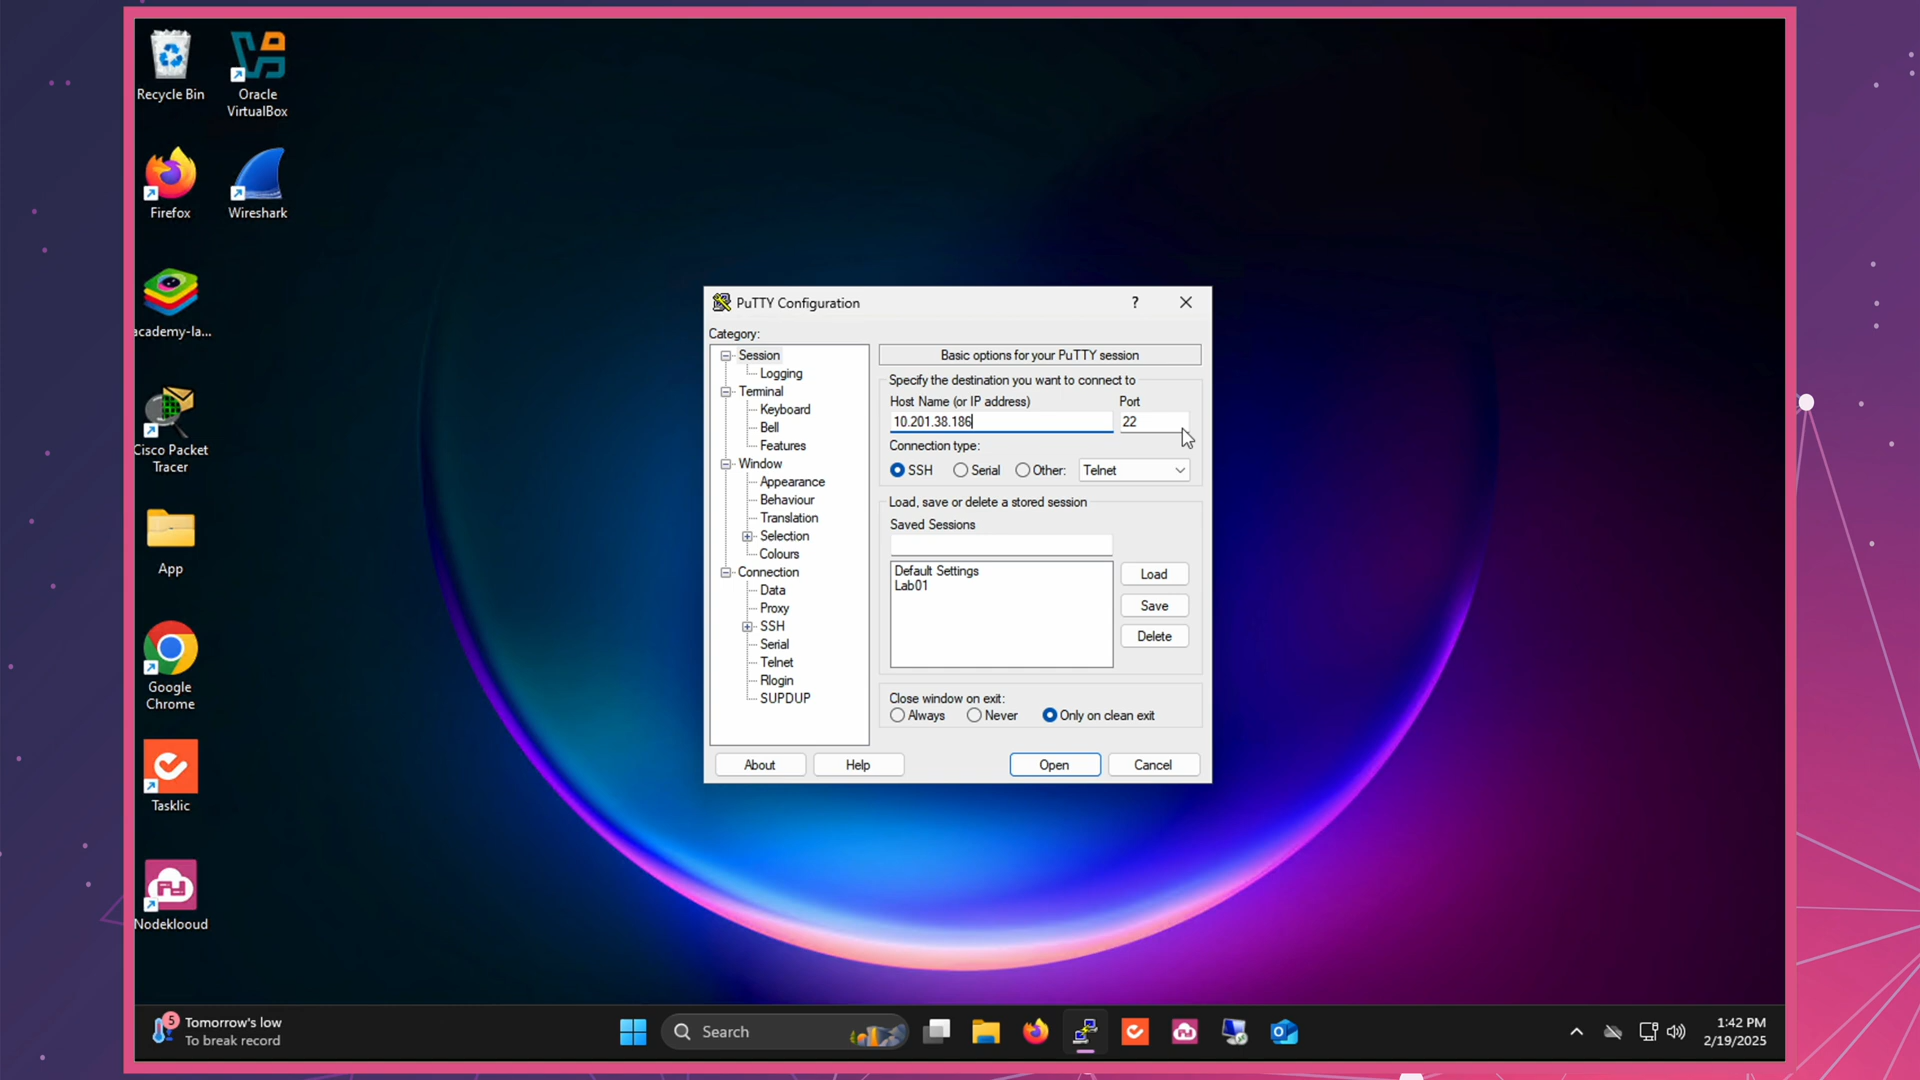 Recycle Bin
Oracle
VirtualBox
Firefox
Wireshark
academy-la...
Cisco Packet
Tracer
App
Google
Chrome
Tasklic
Nodeklooud
PuTTY Configuration
?
Category:
Session
Logging
Terminal
Keyboard
Bell
Features
Window
Appearance
Behaviour
Translation
Selection
Colours
Connection
Data
Proxy
SSH
Serial
Telnet
Rlogin
SUPDUP
Basic options for your PuTTY session
Specify the destination you want to connect to
Host Name (or IP address) Port
10.201.38.186 22
Connection type:
SSH Serial Other: Telnet
Load, save or delete a stored session
Saved Sessions
Default Settings
Lab01
Load
Save
Delete
Close window on exit:
Always Never Only on clean exit
About Help Open Cancel
5
Tomorrow's low
To break record
Search
1:42 PM
2/19/2025